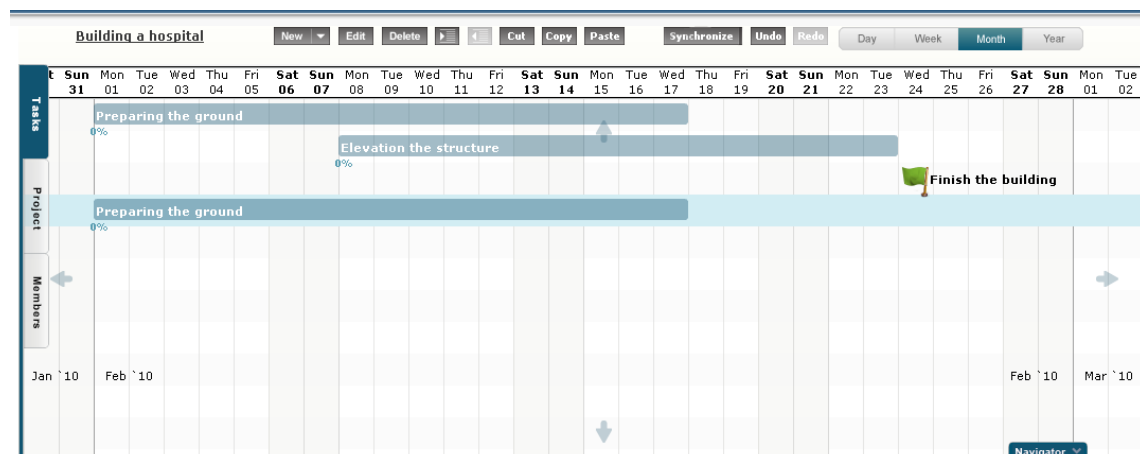 Building a hospital New Edit Delete Cut Copy Paste Synchronize Undo Redo Day Week Month Year
t Sun Mon Tue Wed Thu Fri Sat Sun Mon Tue Wed Thu Fri Sat Sun Mon Tue Wed Thu Fri Sat Sun Mon Tue Wed Thu Fri Sat Sun Mon Tue
31 01 02 03 04 05 06 07 08 09 10 11 12 13 14 15 16 17 18 19 20 21 22 23 24 25 26 27 28 01 02
Tasks
Preparing the ground
0%
Elevation the structure
0%
Finish the building
Project
Preparing the ground
0%
Members
Jan `10 Feb `10 Feb `10 Mar `10
Navigator